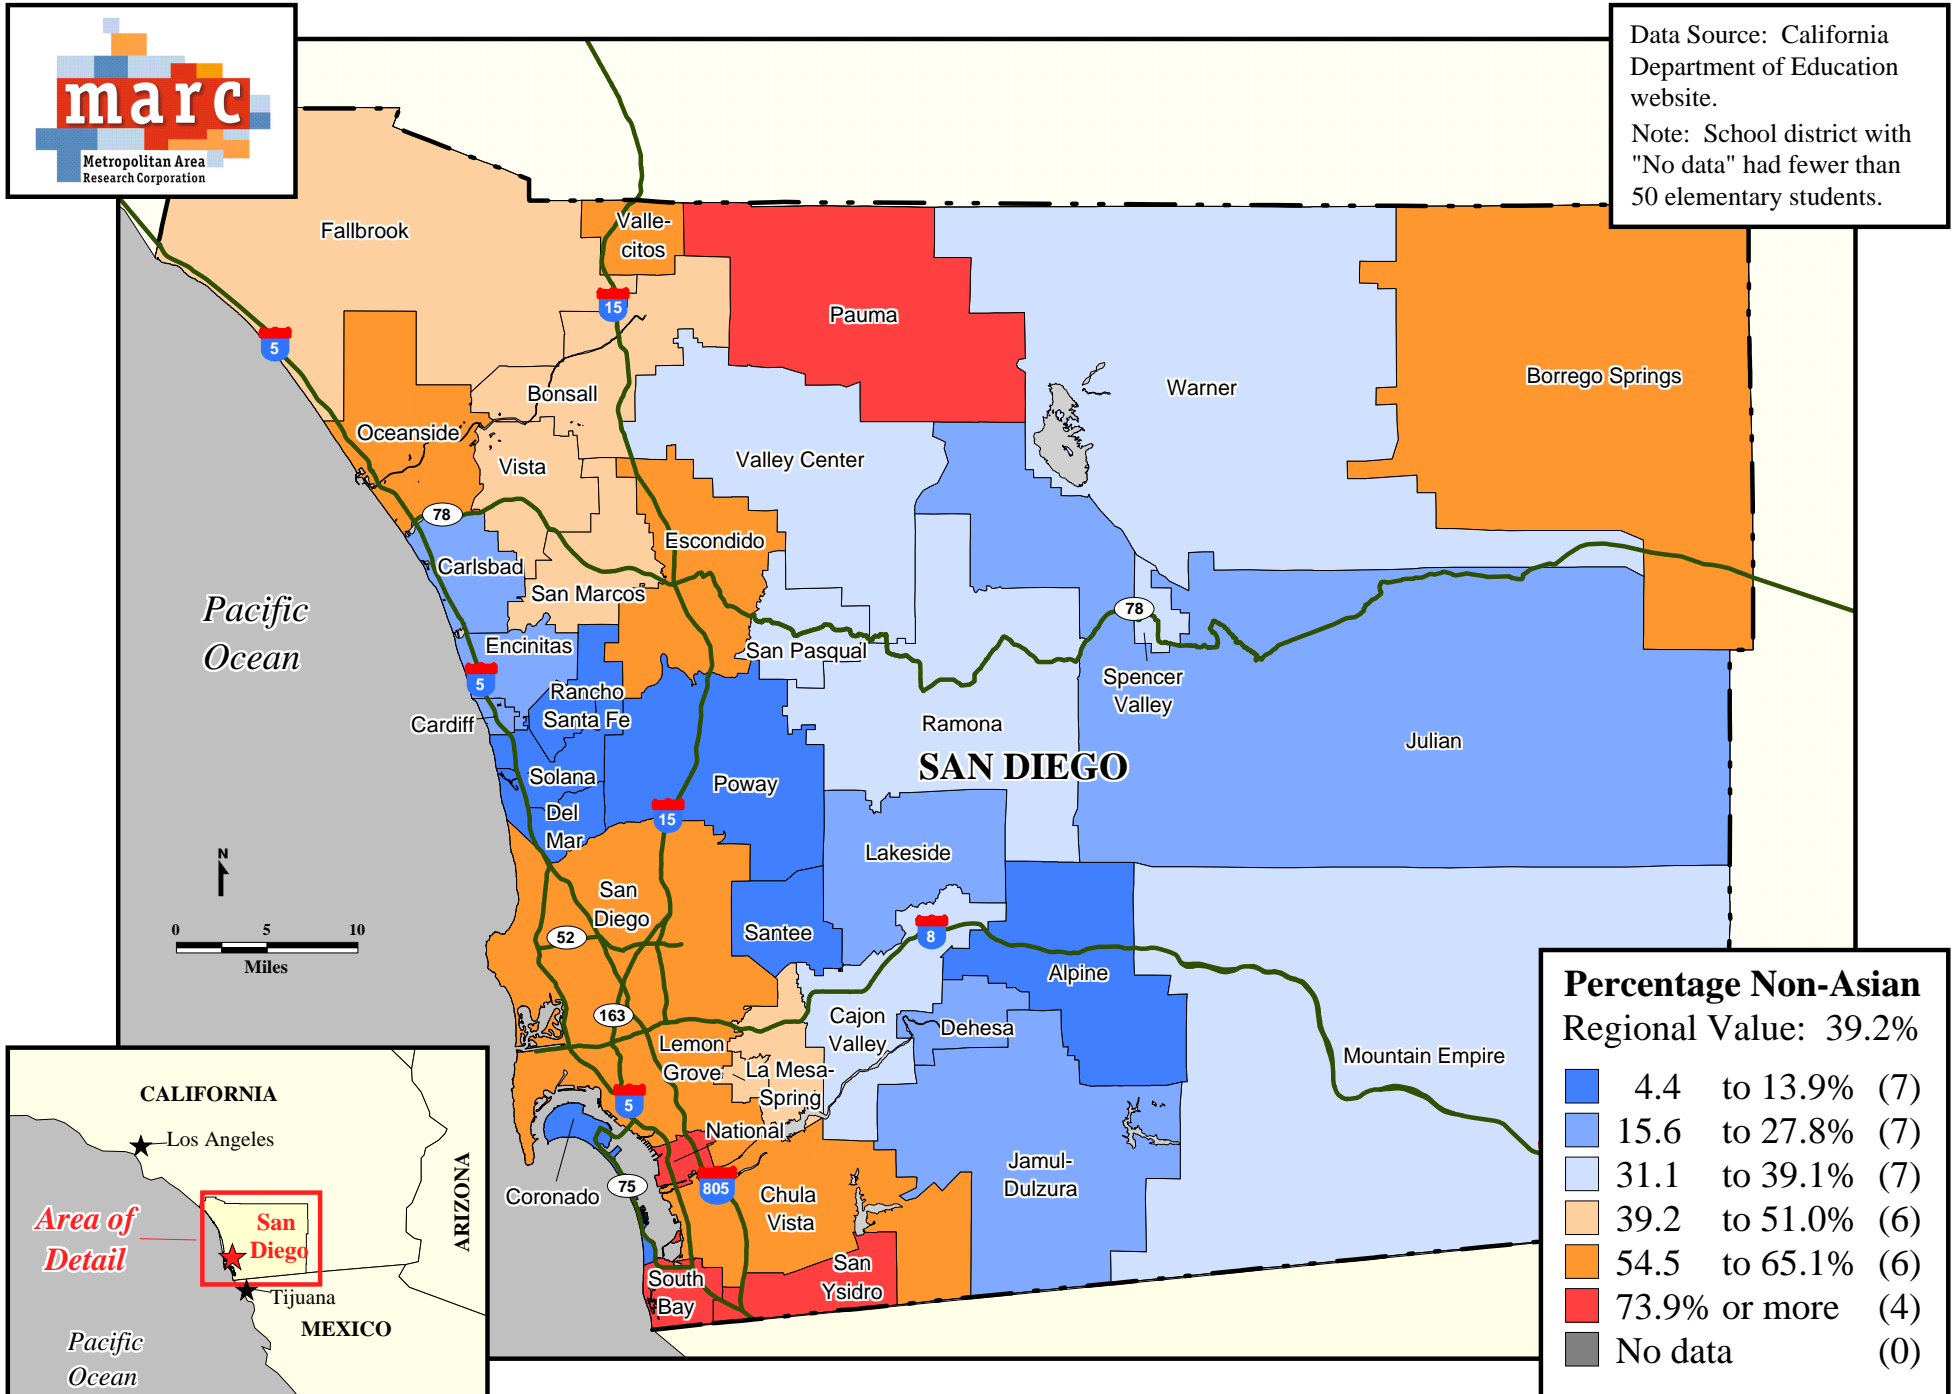 marc
Metropolitan Area
Research Corporation
Data Source:  California
Department of Education
website.
Note:  School district with
"No data" had fewer than
50 elementary students.
Fallbrook
Valle-
citos
15
Pauma
5
Warner
Borrego Springs
Bonsall
Oceanside
Vista
Valley Center
78
Escondido
Carlsbad
San Marcos
Pacific
Ocean
78
Encinitas
San Pasqual
5
Rancho
Santa Fe
Spencer
Valley
Cardiff
Ramona
Julian
SAN DIEGO
Solana
Poway
Del
Mar
15
Lakeside
N
San
Diego
0 5 10
Miles
52
Santee
8
Alpine
163
Cajon
Valley
Dehesa
Lemon
Grove
La Mesa-
Spring
Mountain Empire
5
National
Jamul-
Dulzura
Coronado
75
805
Chula
Vista
San
Ysidro
South
Bay
CALIFORNIA
Los Angeles
ARIZONA
Area of
Detail
San
Diego
Tijuana
MEXICO
Pacific
Ocean
Percentage Non-Asian
Regional Value:  39.2%
4.4 to 13.9% (7)
15.6 to 27.8% (7)
31.1 to 39.1% (7)
39.2 to 51.0% (6)
54.5 to 65.1% (6)
73.9% or more (4)
No data (0)